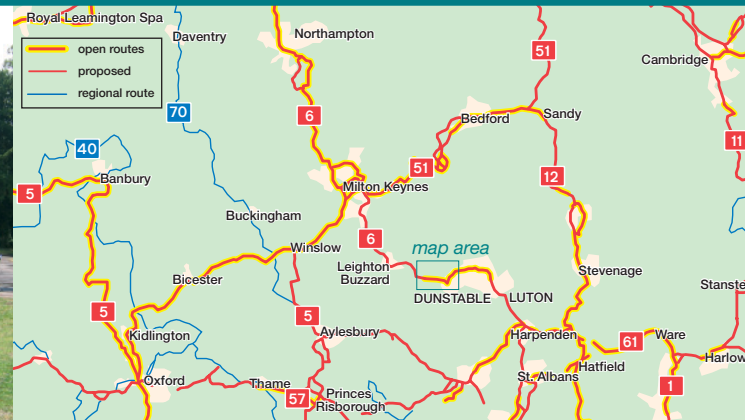 Royal Leamington Spa
open routes
proposed
regional route
Daventry
Northampton
51
Cambridge
70
6
Bedford
Sandy
11
40
5
Banbury
51
Milton Keynes
12
Buckingham
Winslow
6
map area
Leighton
Buzzard
Stevenage
Bicester
DUNSTABLE
LUTON
Stanste
5
5
Kidlington
Aylesbury
Harpenden
61
Ware
Harlow
Oxford
Thame
57
Princes
Risborough
St. Albans
Hatfield
1